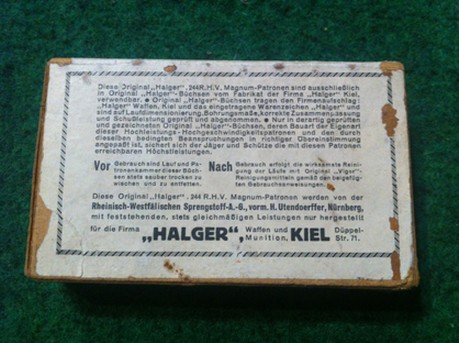 Diese Original „Halger“ .244 R.H.V. Magnum-Patronen sind ausschließlich
in Original „Halger“-Büchsen vom Fabrikat der Firma „Halger“ Kiel,
verwendbar. ● Original „Halger“-Büchsen tragen den Firmenaufschlag:
„Halger“ Waffen, Kiel und das eingetragene Warenzeichen „Halger“ und
sind auf Laufdimensionierung, Bohrungsmaße, korrekte Zusammenpassung
und Schußleistung geprüft und abgenommen. ● Nur in derartig geprüften
und gezeichneten Original „Halger“-Büchsen, deren Bauart der Eigenart
dieser Hochleistungs-Hochgeschwindigkeitspatronen und den durch
dieselben bedingten Beanspruchungen in richtiger Übereinstimmung
angepaßt ist, sichert sich der Jäger und Schütze die mit diesen Patronen
erreichbaren Höchstleistungen.
Vor Gebrauch sind Lauf und Pa-
tronenkammer dieser Büch-
sen stets sauber trocken zu
wischen und zu entfetten.
Nach Gebrauch erfolgt die wirksamste Reini-
gung der Läufe mit Original „Viger“-
Reinigungsmitteln gemäß den beigefüg-
ten Gebrauchsanweisungen.
Diese Original „Halger“ .244 R.H.V. Magnum-Patronen werden von der
Rheinisch-Westfälischen Sprengstoff-A.-G., vorm. H. Utendoerffer, Nürnberg,
mit feststehenden, stets gleichmäßigen Leistungen nur hergestellt
für die Firma „HALGER“ Waffen und Munition, KIEL Düppel-
Str. 71.